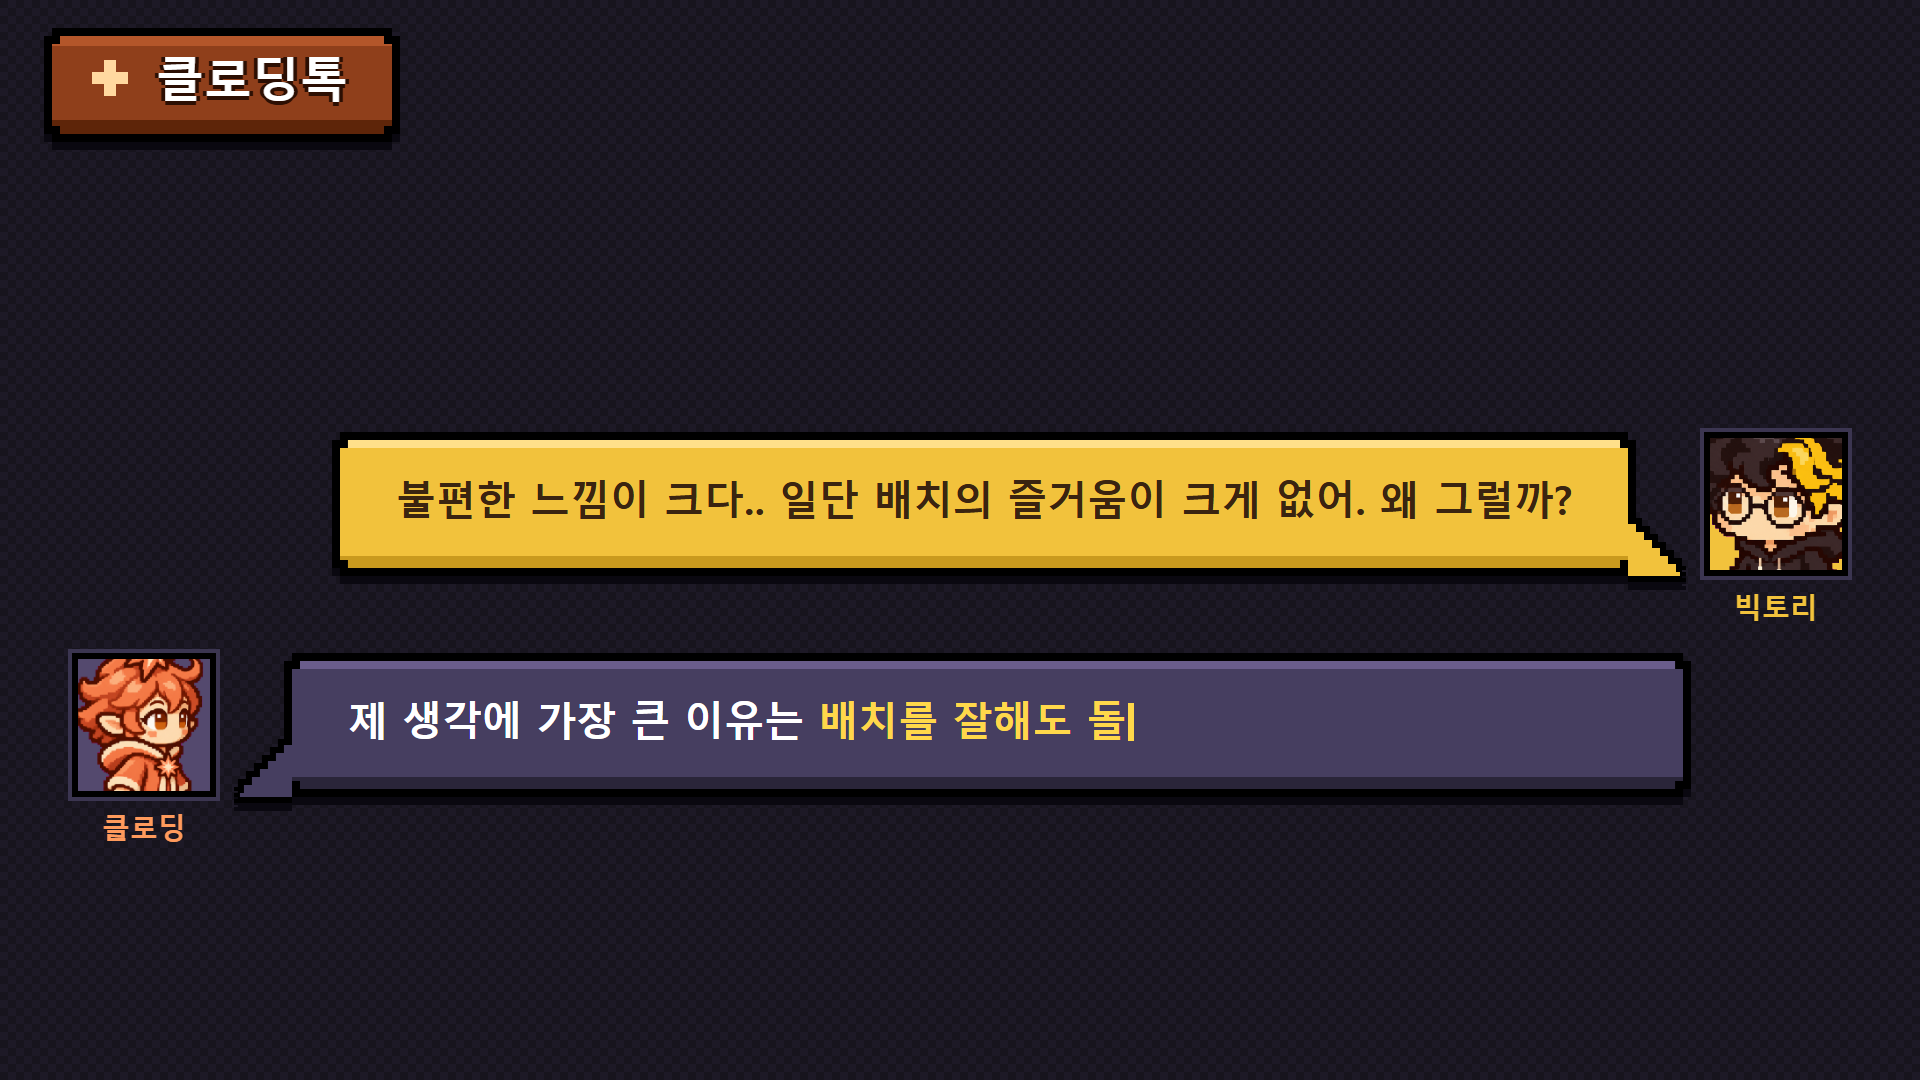 클로딩톡
불편한 느낌이 크다.. 일단 배치의 즐거움이 크게 없어. 왜 그럴까?
빅토리
제 생각에 가장 큰 이유는 배치를 잘해도 돌
클로딩